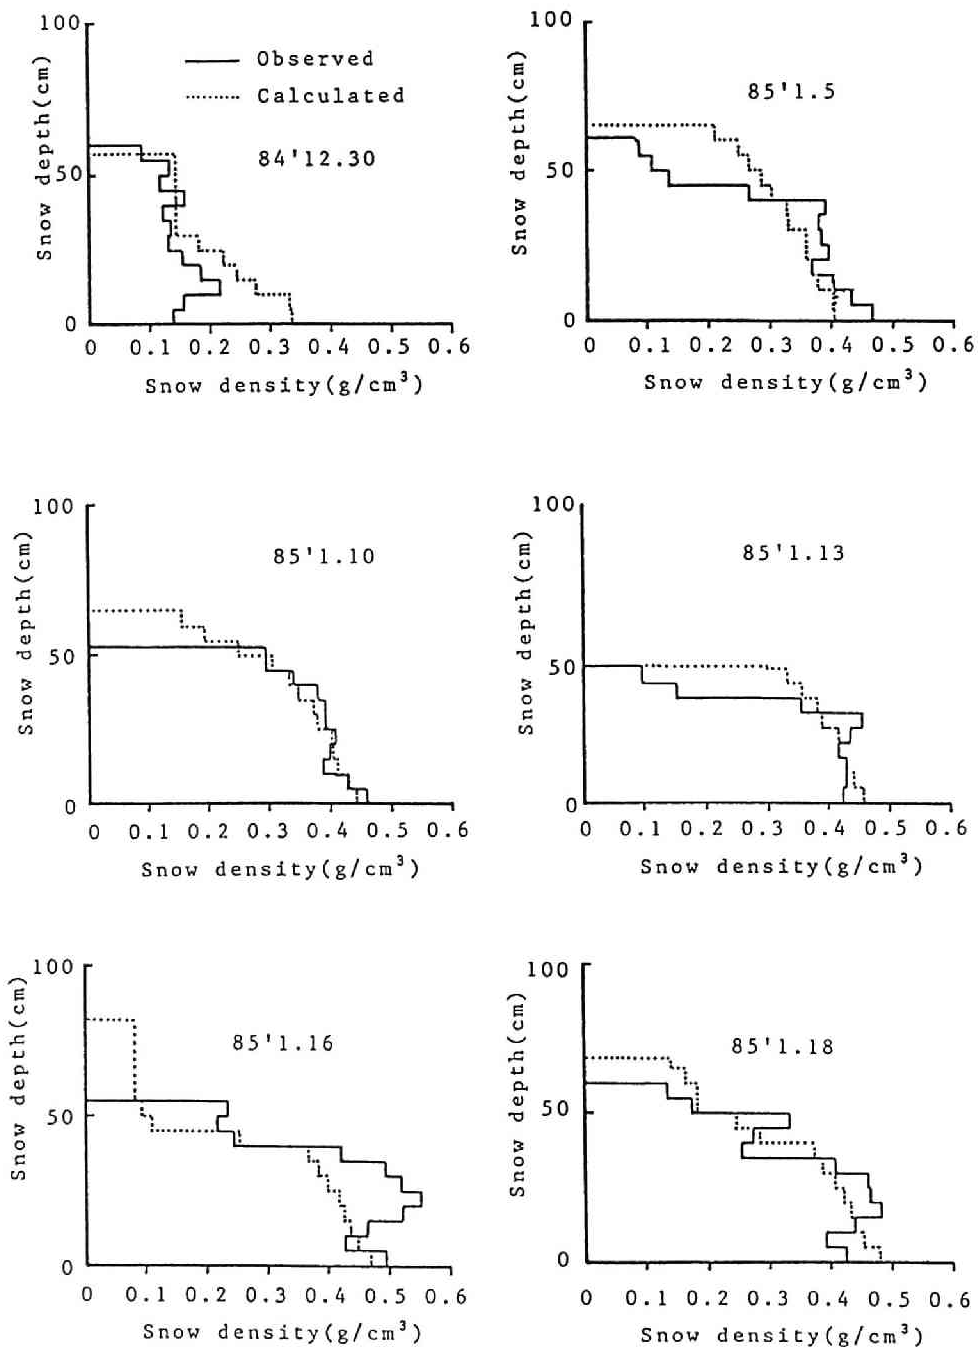 100
Snow depth(cm)
50
0
Observed
Calculated
84'12.30
0 0.1 0.2 0.3 0.4 0.5 0.6
Snow density(g/cm³)
100
Snow depth(cm)
50
0
85'1.5
0 0.1 0.2 0.3 0.4 0.5 0.6
Snow density(g/cm³)
100
Snow depth(cm)
50
0
85'1.10
0 0.1 0.2 0.3 0.4 0.5 0.6
Snow density(g/cm³)
100
Snow depth(cm)
50
0
85'1.13
0 0.1 0.2 0.3 0.4 0.5 0.6
Snow density(g/cm³)
100
Snow depth(cm)
50
0
85'1.16
0 0.1 0.2 0.3 0.4 0.5 0.6
Snow density(g/cm³)
100
Snow depth(cm)
50
0
85'1.18
0 0.1 0.2 0.3 0.4 0.5 0.6
Snow density(g/cm³)